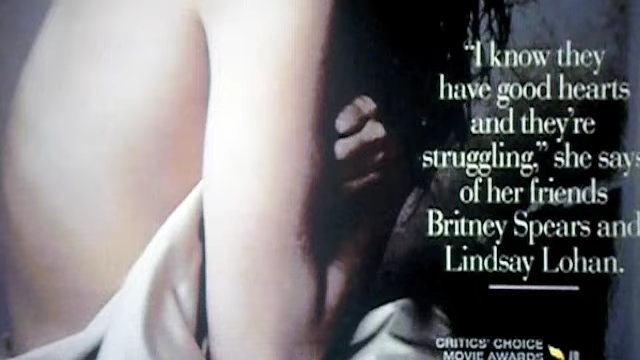 “I know they
have good hearts
and they’re
struggling,” she says
of her friends
Britney Spears and
Lindsay Lohan.
CRITICS’ CHOICE
MOVIE AWARDS